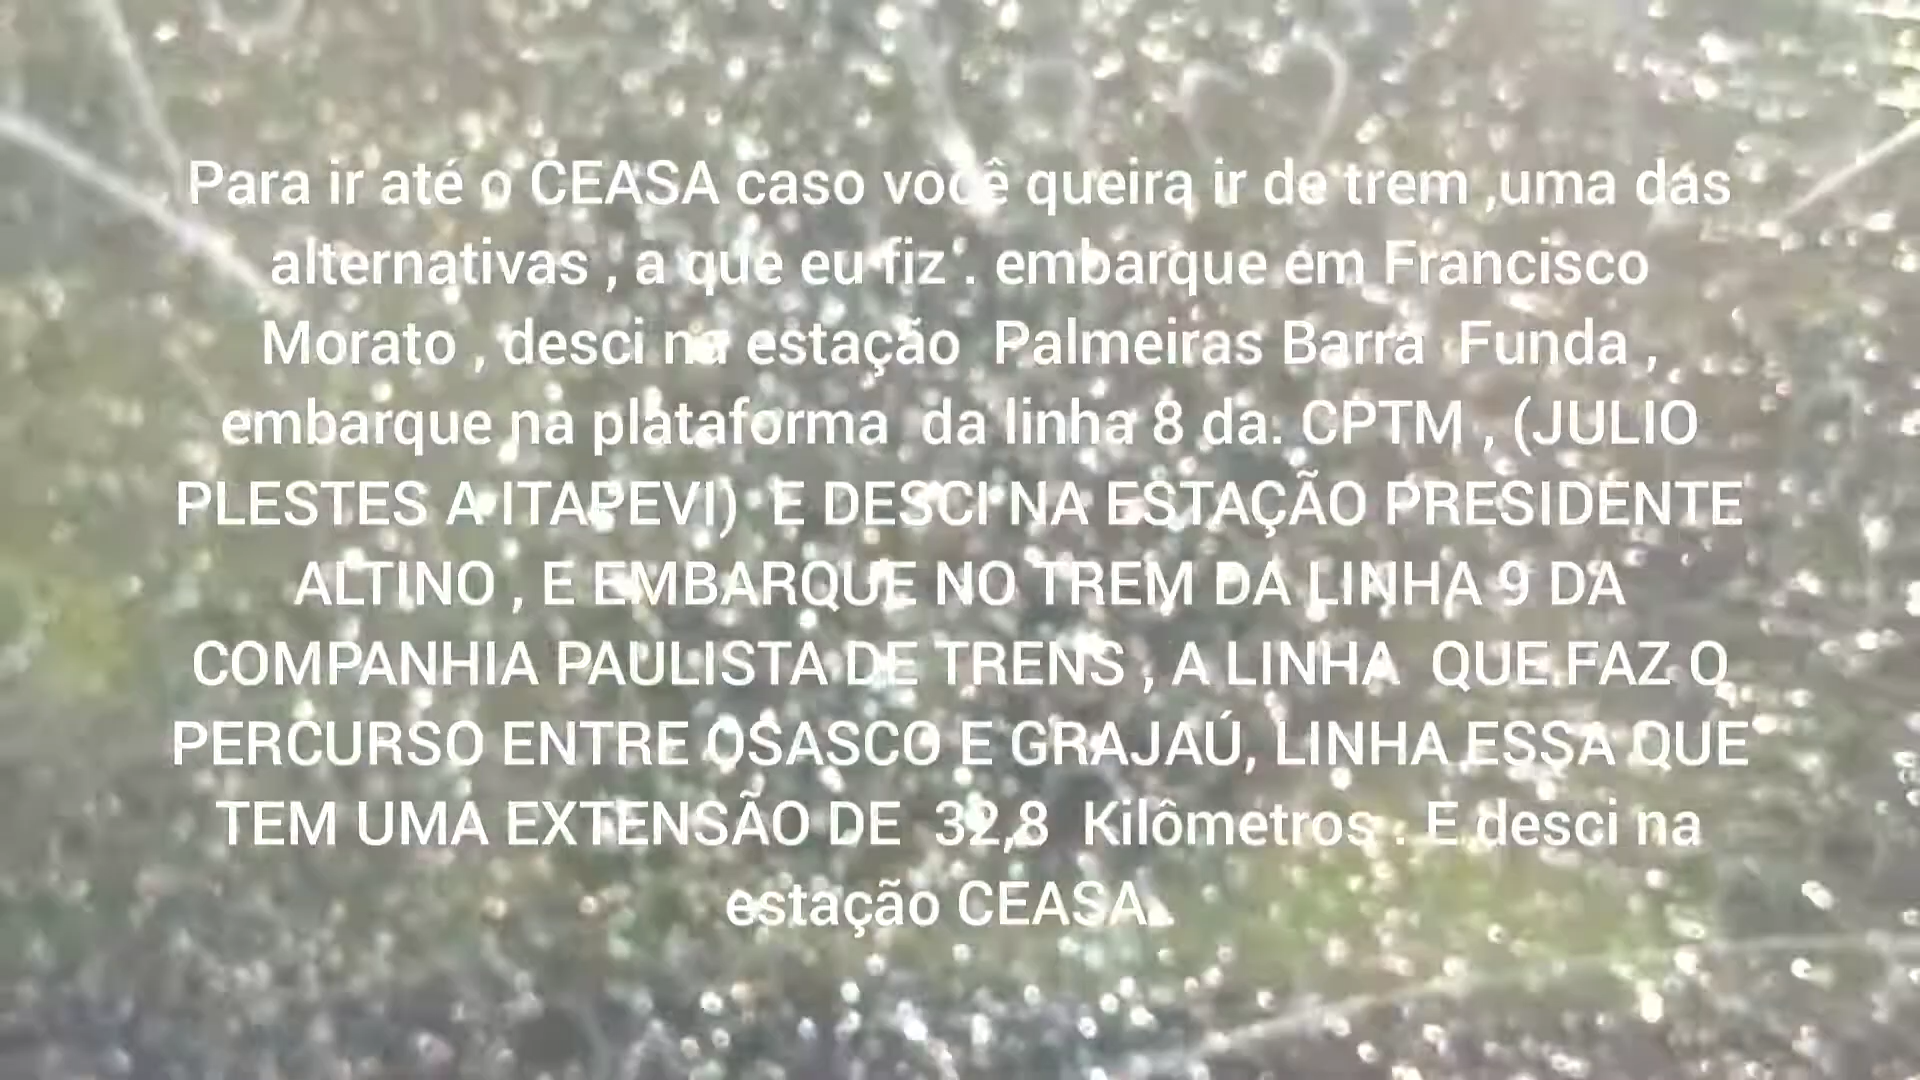 Para ir até o CEASA caso você queira ir de trem ,uma das
alternativas , a que eu fiz . embarque em Francisco
Morato , desci na estação  Palmeiras Barra  Funda ,
embarque na plataforma  da linha 8 da. CPTM , (JULIO
PLESTES A ITAPEVI)  E DESCI NA ESTAÇÃO PRESIDENTE
ALTINO , E EMBARQUE NO TREM DA LINHA 9 DA
COMPANHIA PAULISTA DE TRENS , A LINHA  QUE FAZ O
PERCURSO ENTRE OSASCO E GRAJAÚ, LINHA ESSA QUE
TEM UMA EXTENSÃO DE  32,8  Kilômetros . E desci na
estação CEASA .